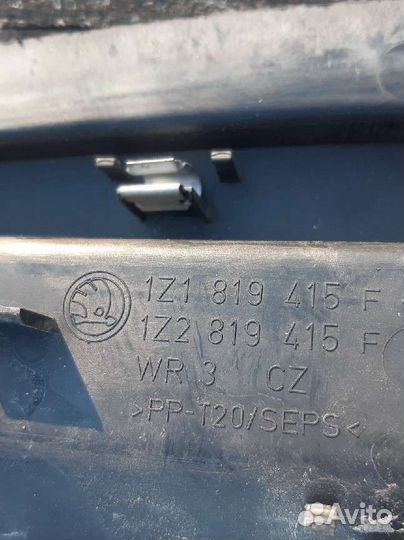 1Z1 819 415 F
1Z2 819 415 F
WR 3 CZ
>PP-T20/SEPS<
Avito